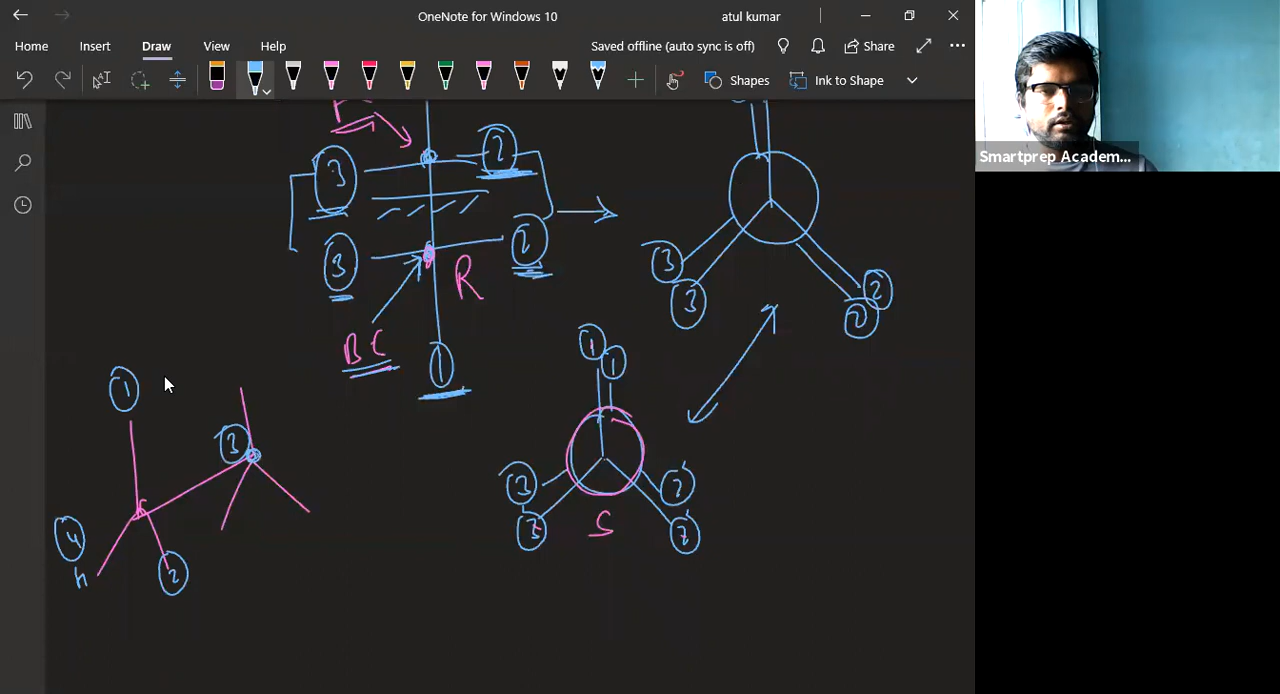 OneNote for Windows 10
atul kumar
Home Insert Draw View Help
Saved offline (auto sync is off)
Share
Shapes
Ink to Shape
Smartprep Academ...
3 2
3 2
R
BC
1
3
3
2
2
1
3
4
h
2
1
1
3
3
2'
2'
S